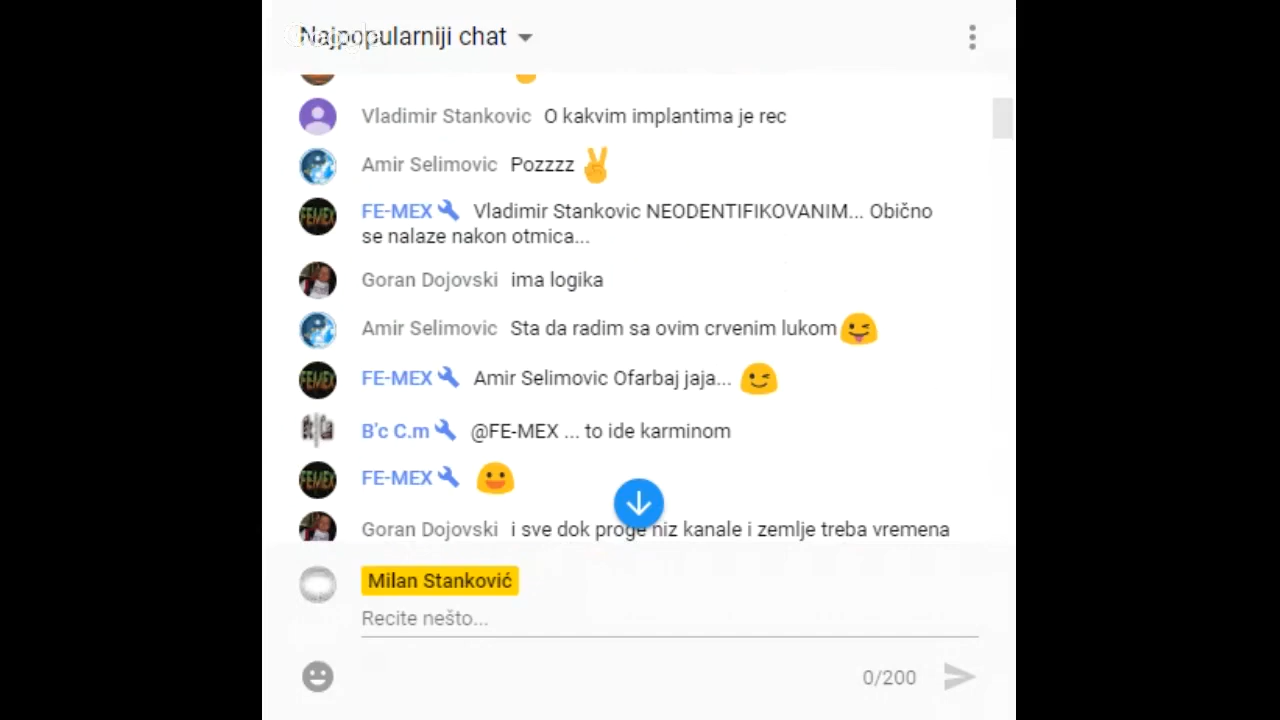 Najpopularniji chat
Google
Vladimir Stankovic O kakvim implantima je rec
Amir Selimovic Pozzzz
FE-MEX Vladimir Stankovic NEODENTIFIKOVANIM... Obično
se nalaze nakon otmica...
Goran Dojovski ima logika
Amir Selimovic Sta da radim sa ovim crvenim lukom
FE-MEX Amir Selimovic Ofarbaj jaja...
B'c C.m @FE-MEX ... to ide karminom
FE-MEX
Goran Dojovski i sve dok proge niz kanale i zemlje treba vremena
Milan Stanković
Recite nešto...
0/200